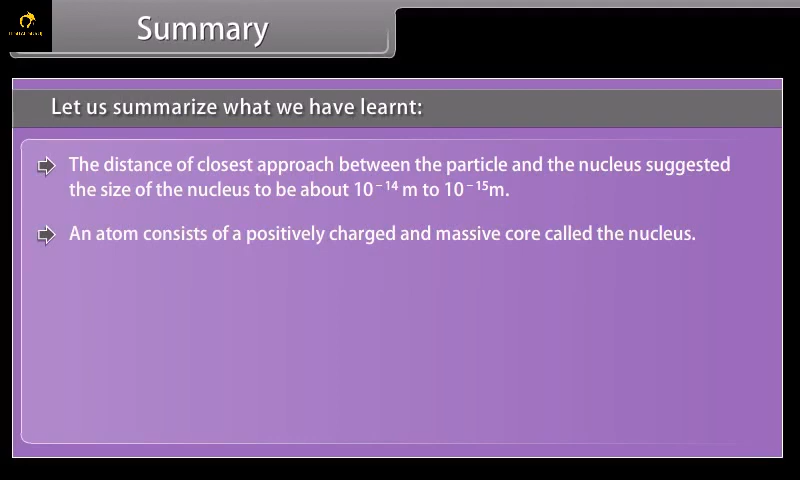 Summary
Let us summarize what we have learnt:
The distance of closest approach between the particle and the nucleus suggested
the size of the nucleus to be about 10⁻¹⁴ m to 10⁻¹⁵m.
An atom consists of a positively charged and massive core called the nucleus.